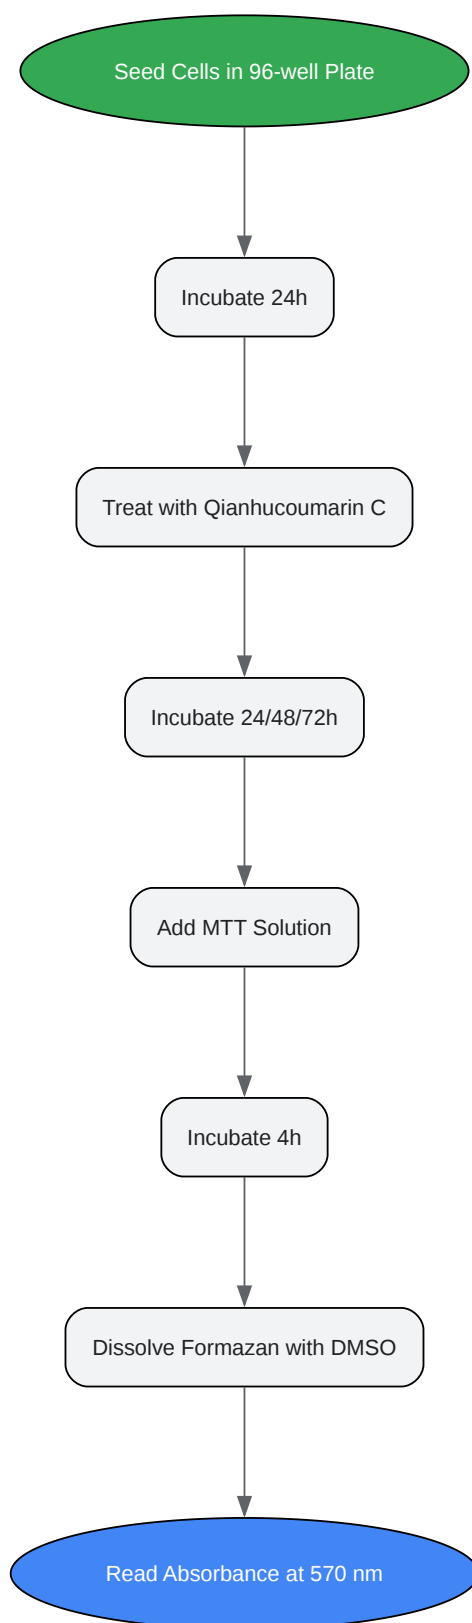 Seed Cells in 96-well Plate
Incubate 24h
Treat with Qianhucoumarin C
Incubate 24/48/72h
Add MTT Solution
Incubate 4h
Dissolve Formazan with DMSO
Read Absorbance at 570 nm